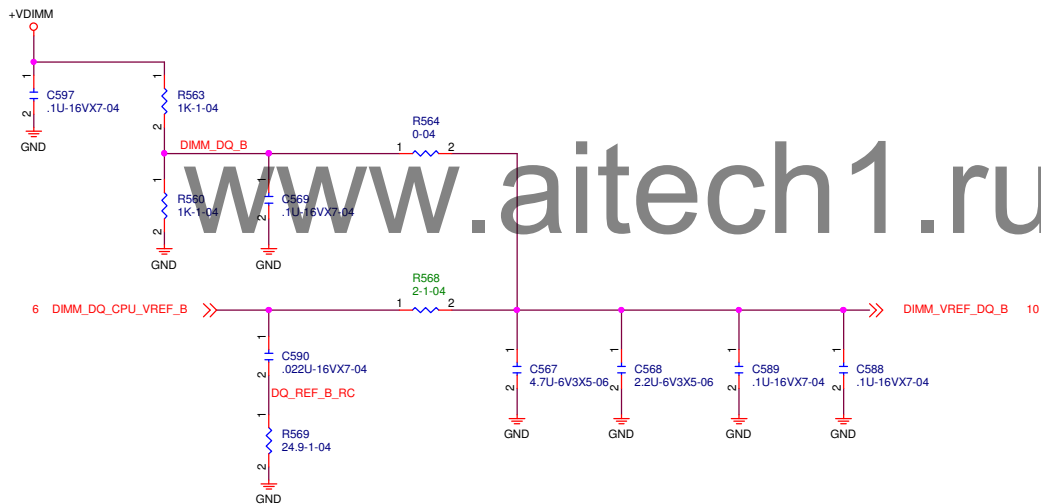 +VDIMM
1
C597
.1U-16VX7-04
2
GND
1
R563
1K-1-04
2
DIMM_DQ_B
R564
0-04
1 2
1
R560
1K-1-04
2
GND
1
C569
.1U-16VX7-04
2
GND
www.aitech1.ru
6 DIMM_DQ_CPU_VREF_B
R568
2-1-04
1 2
DIMM_VREF_DQ_B 10
1
C590
.022U-16VX7-04
2
DQ_REF_B_RC
1
R569
24.9-1-04
2
GND
1
C567
4.7U-6V3X5-06
2
GND
1
C568
2.2U-6V3X5-06
2
GND
1
C589
.1U-16VX7-04
2
GND
1
C588
.1U-16VX7-04
2
GND